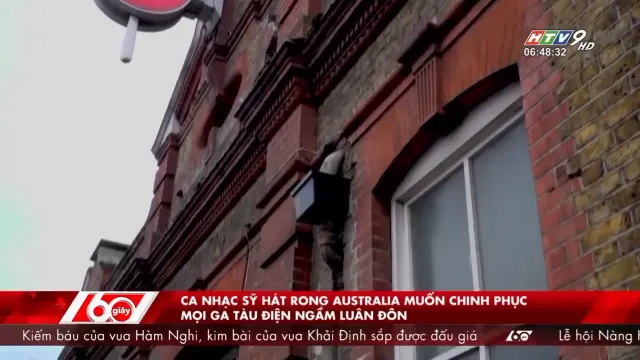 HTV9 HD
06:48:32
60 giây
CA NHẠC SỸ HÁT RONG AUSTRALIA MUỐN CHINH PHỤC
MỌI GA TÀU ĐIỆN NGẦM LUÂN ĐÔN
Kiếm báu của vua Hàm Nghi, kim bài của vua Khải Định sắp được đấu giá 60 giây Lễ hội Nàng